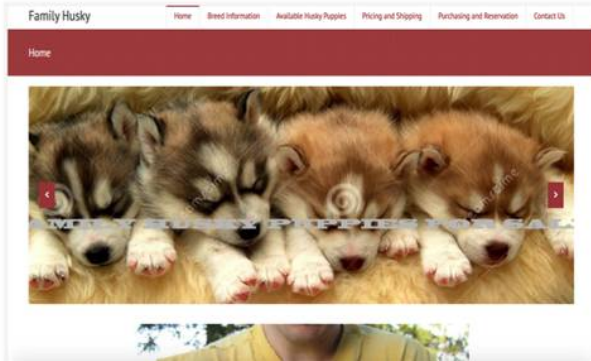 Family Husky
Home Breed Information Available Husky Puppies Pricing and Shipping Purchasing and Reservation Contact Us
Home
AMILY HUSKY PUPPIES FOR SAL